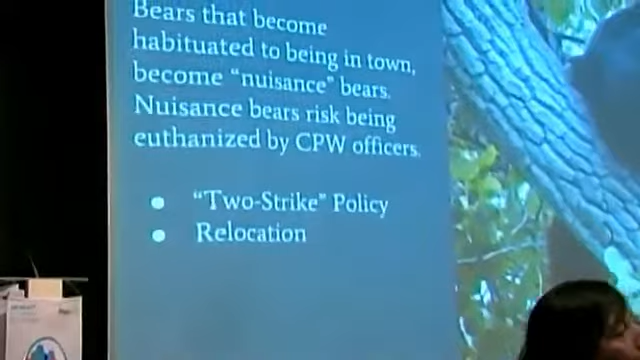 Bears that become
habituated to being in town,
become “nuisance” bears.
Nuisance bears risk being
euthanized by CPW officers.
• “Two-Strike” Policy
• Relocation